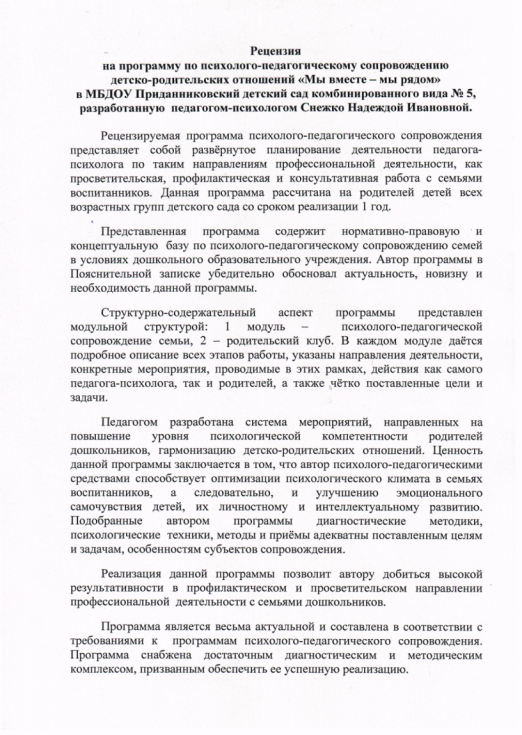 Рецензия
на программу по психолого-педагогическому сопровождению
детско-родительских отношений «Мы вместе – мы рядом»
в МБДОУ Приданниковский детский сад комбинированного вида № 5,
разработанную педагогом-психологом Снежко Надеждой Ивановной.
Рецензируемая программа психолого-педагогического сопровождения
представляет собой развёрнутое планирование деятельности педагога-
психолога по таким направлениям профессиональной деятельности, как
просветительская, профилактическая и консультативная работа с семьями
воспитанников. Данная программа рассчитана на родителей детей всех
возрастных групп детского сада со сроком реализации 1 год.
Представленная программа содержит нормативно-правовую и
концептуальную базу по психолого-педагогическому сопровождению семей
в условиях дошкольного образовательного учреждения. Автор программы в
Пояснительной записке убедительно обосновал актуальность, новизну и
необходимость данной программы.
Структурно-содержательный аспект программы представлен
модульной структурой: 1 модуль – психолого-педагогической
сопровождение семьи, 2 – родительский клуб. В каждом модуле даётся
подробное описание всех этапов работы, указаны направления деятельности,
конкретные мероприятия, проводимые в этих рамках, действия как самого
педагога-психолога, так и родителей, а также чётко поставленные цели и
задачи.
Педагогом разработана система мероприятий, направленных на
повышение уровня психологической компетентности родителей
дошкольников, гармонизацию детско-родительских отношений. Ценность
данной программы заключается в том, что автор психолого-педагогическими
средствами способствует оптимизации психологического климата в семьях
воспитанников, а следовательно, и улучшению эмоционального
самочувствия детей, их личностному и интеллектуальному развитию.
Подобранные автором программы диагностические методики,
психологические техники, методы и приёмы адекватны поставленным целям
и задачам, особенностям субъектов сопровождения.
Реализация данной программы позволит автору добиться высокой
результативности в профилактическом и просветительском направлении
профессиональной деятельности с семьями дошкольников.
Программа является весьма актуальной и составлена в соответствии с
требованиями к программам психолого-педагогического сопровождения.
Программа снабжена достаточным диагностическим и методическим
комплексом, призванным обеспечить ее успешную реализацию.